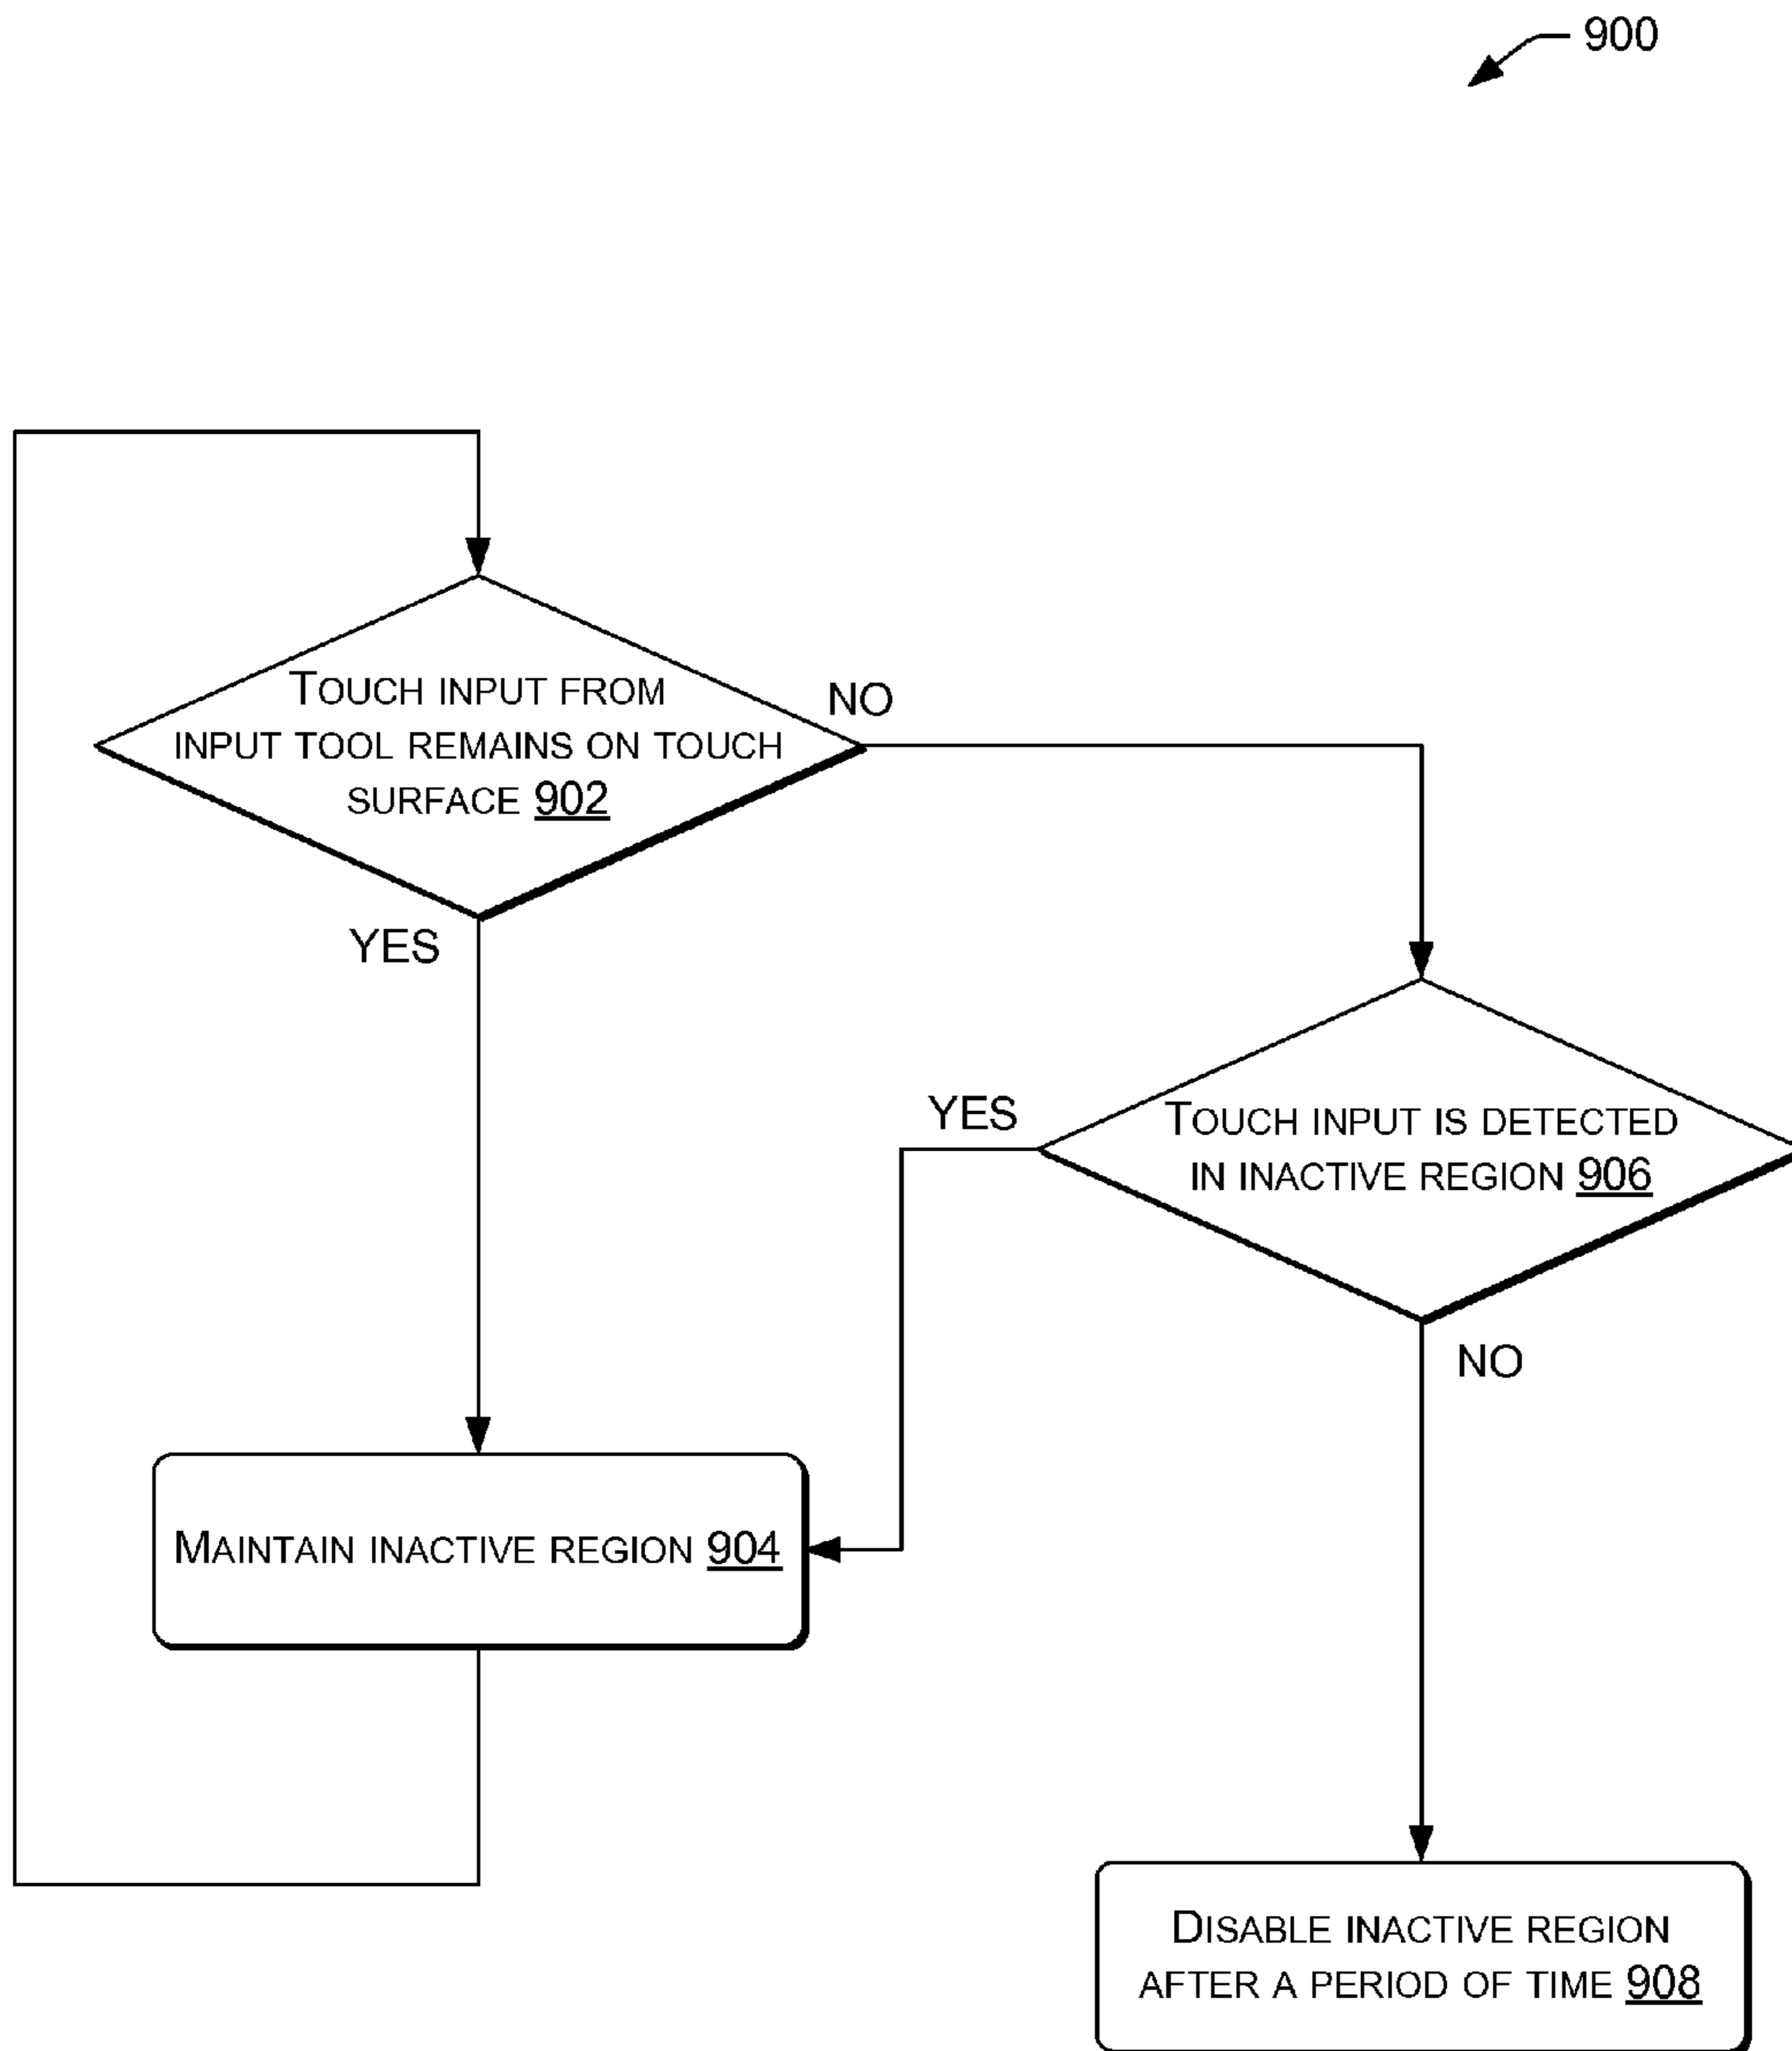 900
TOUCH INPUT FROM
INPUT TOOL REMAINS ON TOUCH
SURFACE 902
NO
YES
YES
TOUCH INPUT IS DETECTED
IN INACTIVE REGION 906
NO
MAINTAIN INACTIVE REGION 904
DISABLE INACTIVE REGION
AFTER A PERIOD OF TIME 908